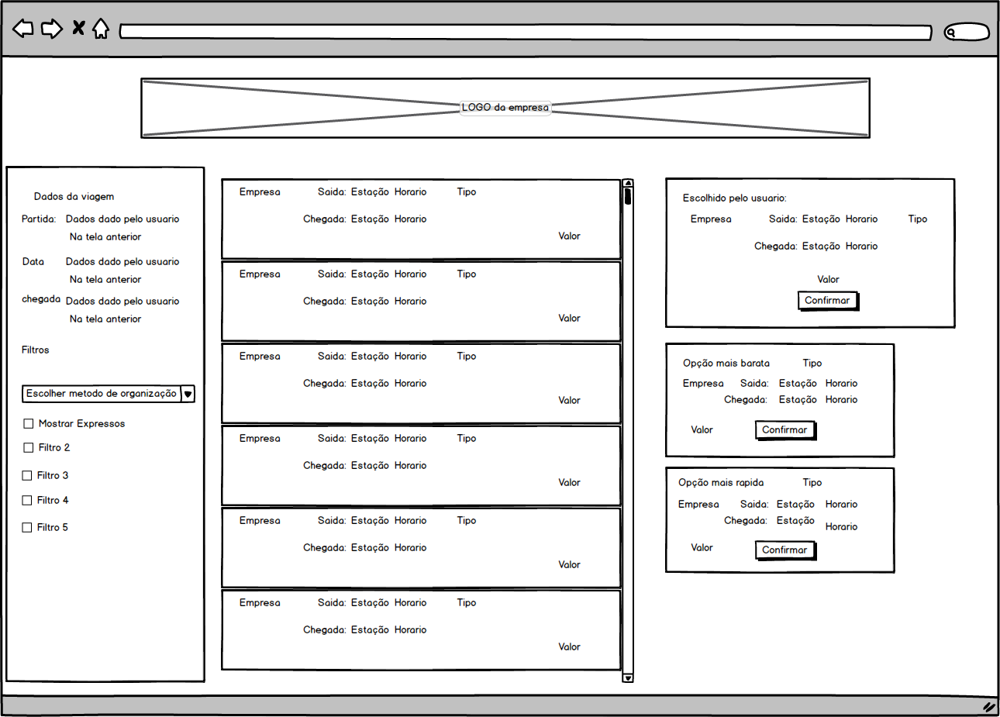 LOGO da empresa
Dados da viagem
Partida: Dados dado pelo usuario
Na tela anterior
Data Dados dado pelo usuario
Na tela anterior
chegada Dados dado pelo usuario
Na tela anterior
Filtros
Escolher metodo de organização
Mostrar Expressos
Filtro 2
Filtro 3
Filtro 4
Filtro 5
Empresa Saida: Estação Horario Tipo
Chegada: Estação Horario
Valor
Empresa Saida: Estação Horario Tipo
Chegada: Estação Horario
Valor
Empresa Saida: Estação Horario Tipo
Chegada: Estação Horario
Valor
Empresa Saida: Estação Horario Tipo
Chegada: Estação Horario
Valor
Empresa Saida: Estação Horario Tipo
Chegada: Estação Horario
Valor
Empresa Saida: Estação Horario Tipo
Chegada: Estação Horario
Valor
Escolhido pelo usuario:
Empresa Saida: Estação Horario Tipo
Chegada: Estação Horario
Valor
Confirmar
Opção mais barata Tipo
Empresa Saida: Estação Horario
Chegada: Estação Horario
Valor Confirmar
Opção mais rapida Tipo
Empresa Saida: Estação Horario
Chegada: Estação Horario
Valor Confirmar